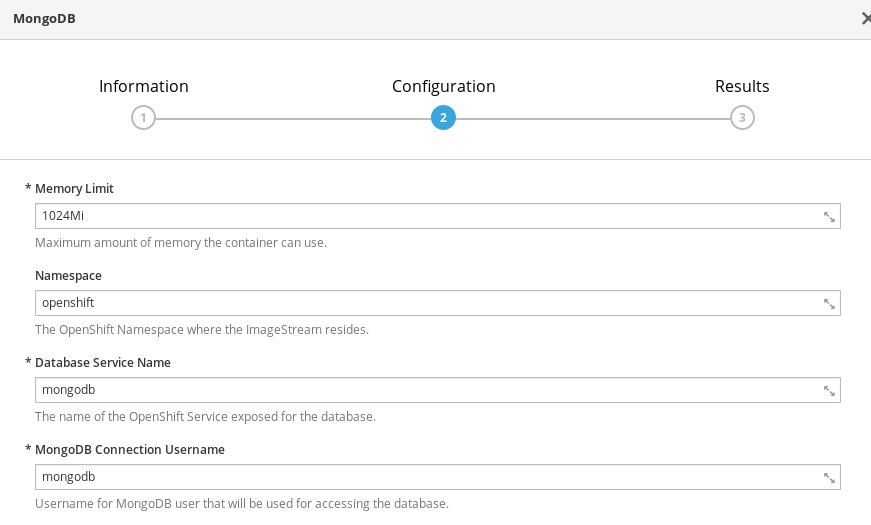 MongoDB
Information Configuration Results
1 2 3
* Memory Limit
1024Mi
Maximum amount of memory the container can use.
Namespace
openshift
The OpenShift Namespace where the ImageStream resides.
* Database Service Name
mongodb
The name of the OpenShift Service exposed for the database.
* MongoDB Connection Username
mongodb
Username for MongoDB user that will be used for accessing the database.